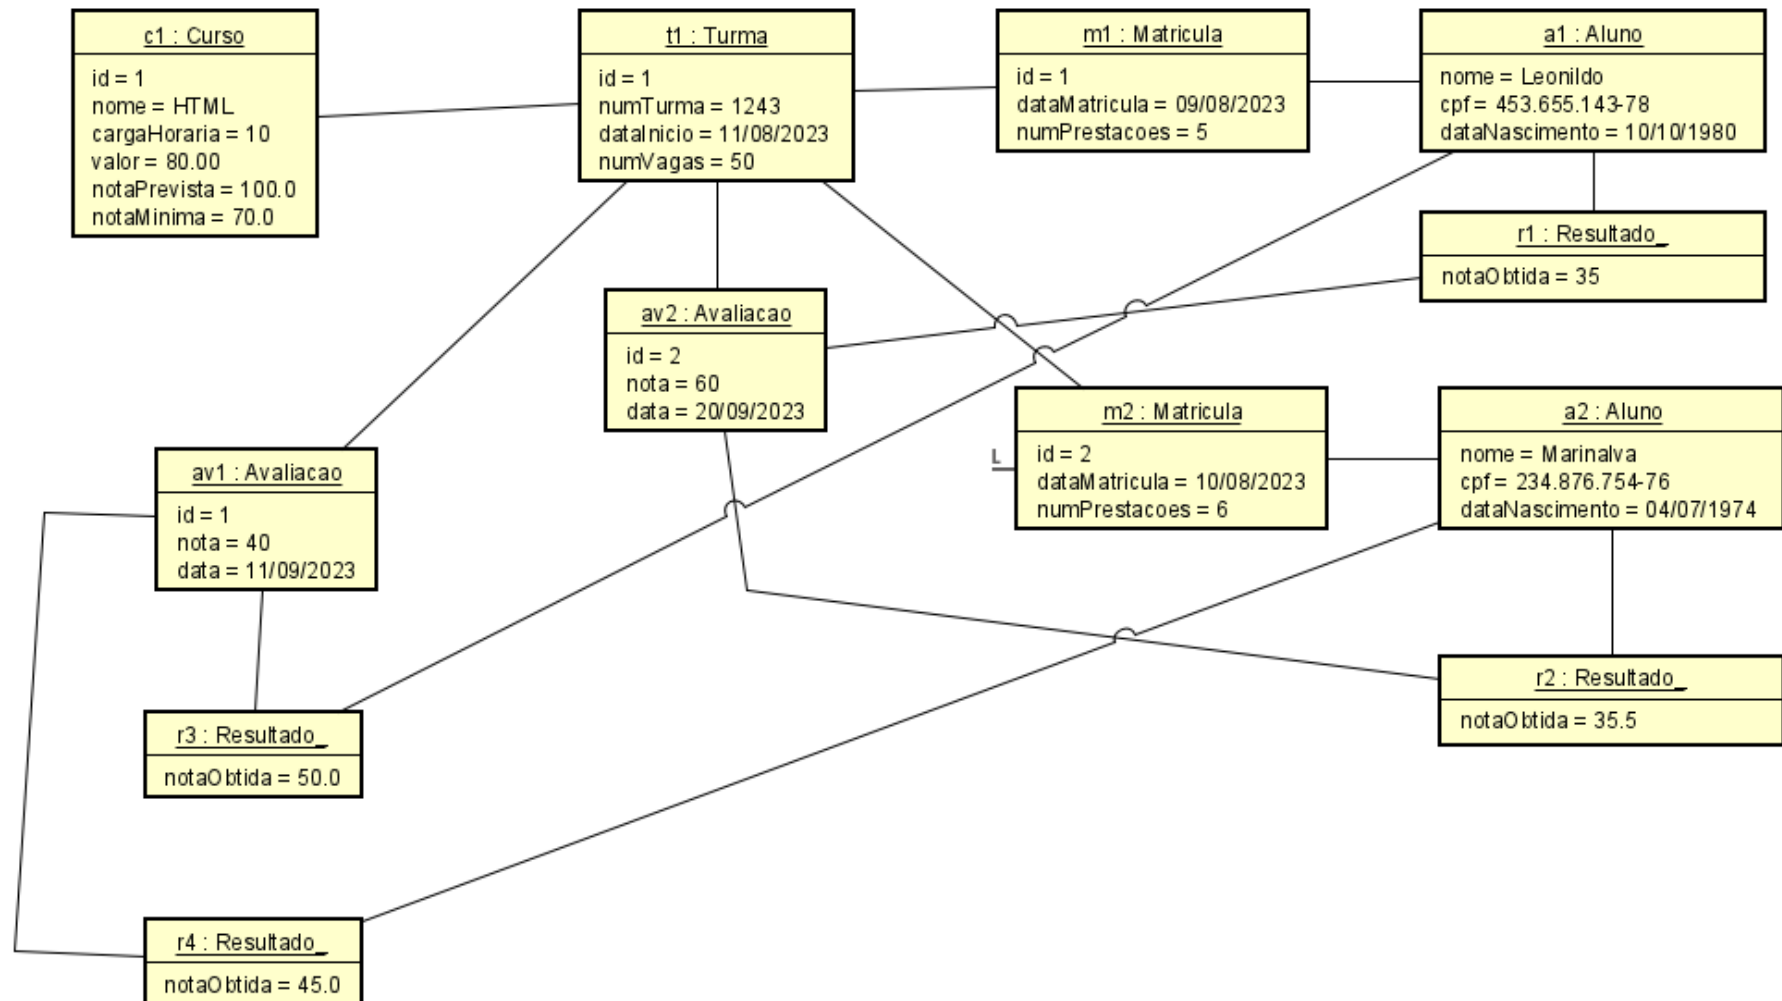 c1 : Curso
id = 1
nome = HTML
cargaHoraria = 10
valor = 80.00
notaPrevista = 100.0
notaMinima = 70.0
t1 : Turma
id = 1
numTurma = 1243
dataInicio = 11/08/2023
numVagas = 50
m1 : Matricula
id = 1
dataMatricula = 09/08/2023
numPrestacoes = 5
a1 : Aluno
nome = Leonildo
cpf = 453.655.143-78
dataNascimento = 10/10/1980
r1 : Resultado_
notaObtida = 35
av2 : Avaliacao
id = 2
nota = 60
data = 20/09/2023
m2 : Matricula
id = 2
dataMatricula = 10/08/2023
numPrestacoes = 6
L
a2 : Aluno
nome = Marinalva
cpf = 234.876.754-76
dataNascimento = 04/07/1974
av1 : Avaliacao
id = 1
nota = 40
data = 11/09/2023
r2 : Resultado_
notaObtida = 35.5
r3 : Resultado_
notaObtida = 50.0
r4 : Resultado_
notaObtida = 45.0